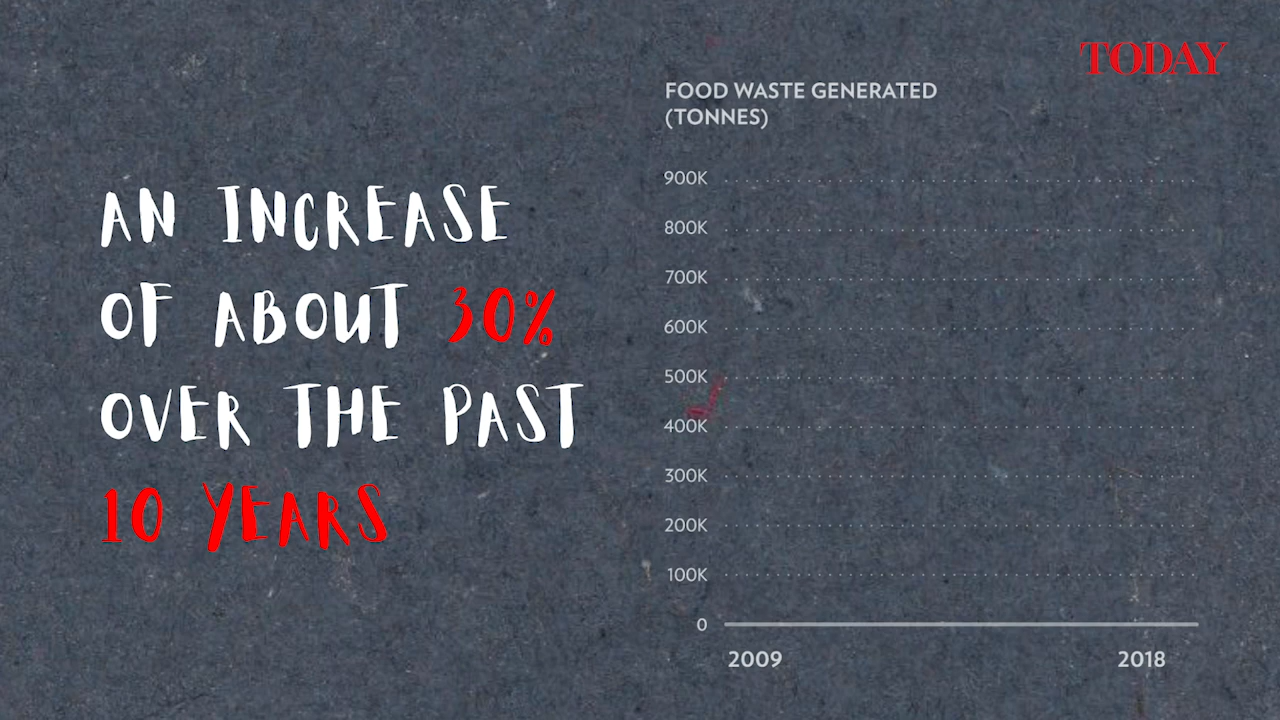 TODAY
AN INCREASE
OF ABOUT 30%
OVER THE PAST
10 YEARS
FOOD WASTE GENERATED
(TONNES)
900K
800K
700K
600K
500K
400K
300K
200K
100K
0
2009 2018